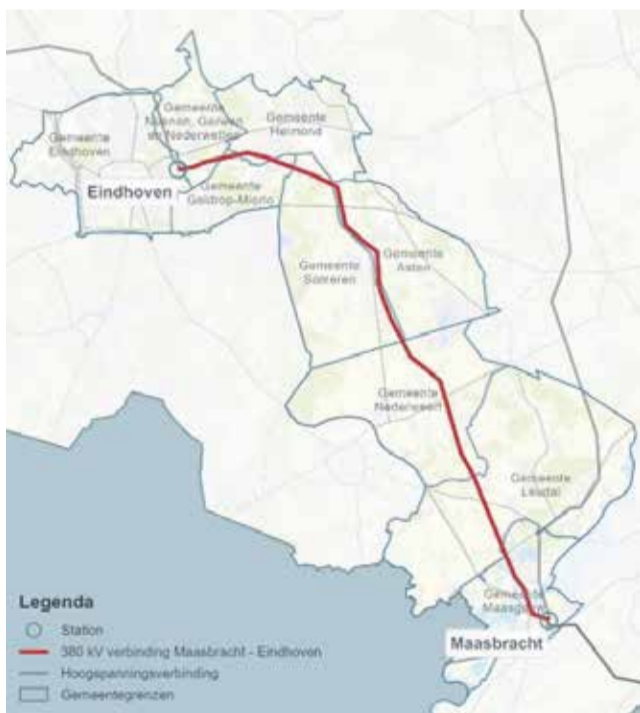 Gemeente
Nuenen, Gerwen
en Nederwetten
Gemeente
Helmond
Gemeente
Eindhoven
Eindhoven
Gemeente
Geldrop-Mierlo
Gemeente
Someren
Gemeente
Asten
Gemeente
Nederweert
Gemeente
Leudal
Gemeente
Maasgouw
Maasbracht
Legenda
Station
380 kV verbinding Maasbracht - Eindhoven
Hoogspanningsverbinding
Gemeentegrenzen